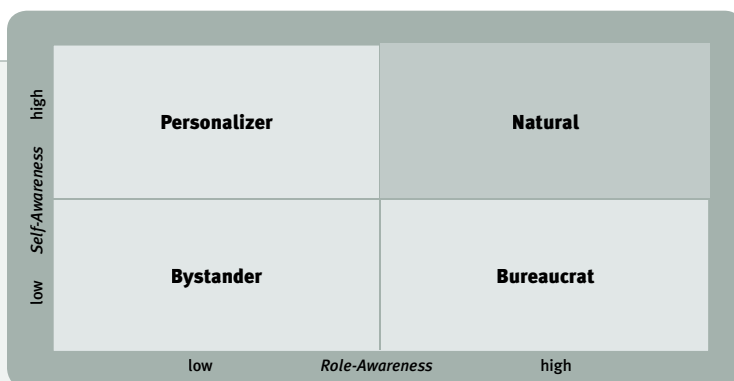 high
Personalizer
Natural
Self-Awareness
low
Bystander
Bureaucrat
low
Role-Awareness
high